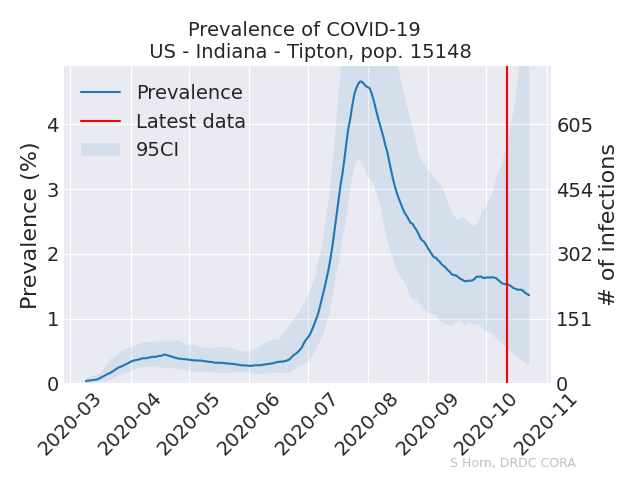 Prevalence of COVID-19
US - Indiana - Tipton, pop. 15148
Prevalence
Latest data
95CI
Prevalence (%)
4
3
2
1
0
605
454
302
151
0
# of infections
2020-03
2020-04
2020-05
2020-06
2020-07
2020-08
2020-09
2020-10
2020-11
S Horn, DRDC CORA